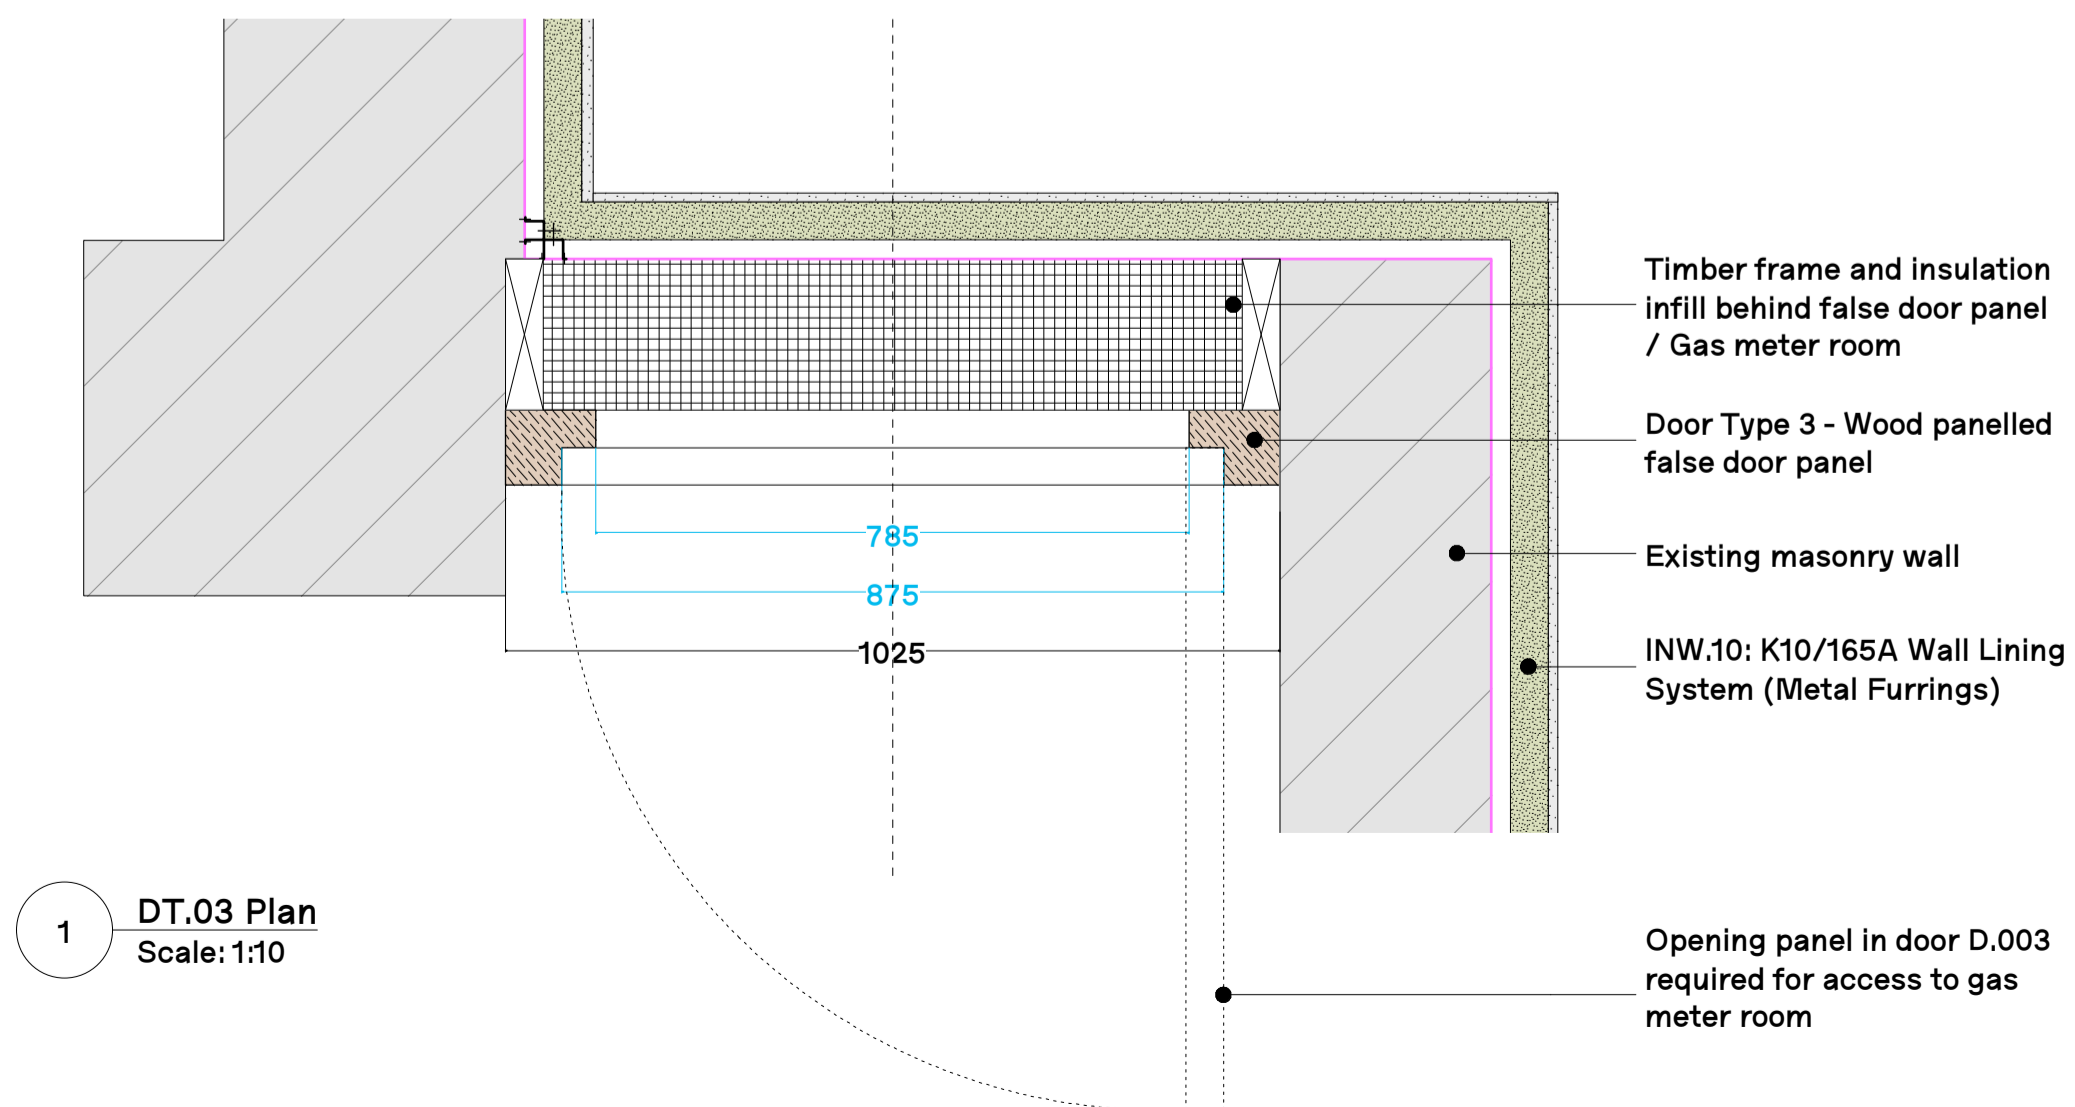 Timber frame and insulation
infill behind false door panel
/ Gas meter room
Door Type 3 - Wood panelled
false door panel
785
Existing masonry wall
875
1025
INW.10: K10/165A Wall Lining
System (Metal Furrings)
1
DT.03 Plan
Scale: 1:10
Opening panel in door D.003
required for access to gas
meter room